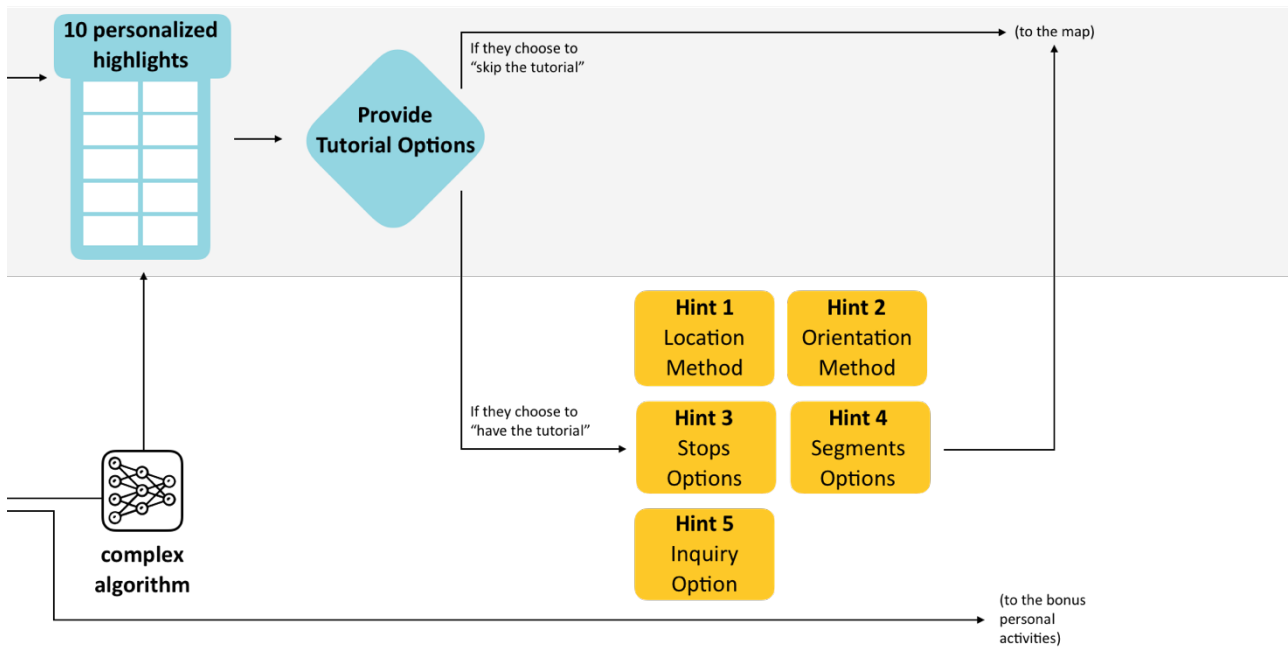 10 personalized
highlights
If they choose to
“skip the tutorial”
(to the map)
Provide
Tutorial Options
Hint 1
Location
Method
Hint 2
Orientation
Method
If they choose to
“have the tutorial”
Hint 3
Stops
Options
Hint 4
Segments
Options
Hint 5
Inquiry
Option
complex
algorithm
(to the bonus
personal
activities)